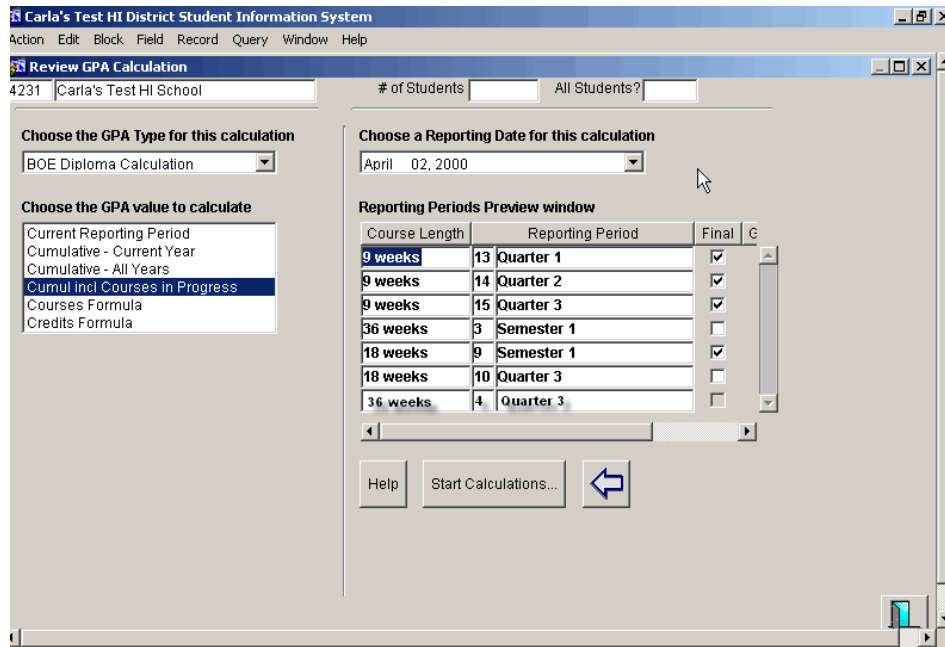 Carla's Test HI District Student Information System
Action Edit Block Field Record Query Window Help
Review GPA Calculation
4231 Carla's Test HI School # of Students All Students?
Choose the GPA Type for this calculation
BOE Diploma Calculation
Choose the GPA value to calculate
Current Reporting Period
Cumulative - Current Year
Cumulative - All Years
Cumul incl Courses in Progress
Courses Formula
Credits Formula
Choose a Reporting Date for this calculation
April 02, 2000
Reporting Periods Preview window
Course Length Reporting Period Final G
9 weeks 13 Quarter 1
9 weeks 14 Quarter 2
9 weeks 15 Quarter 3
36 weeks 3 Semester 1
18 weeks 9 Semester 1
18 weeks 10 Quarter 3
36 weeks 4 Quarter 3
Help Start Calculations...